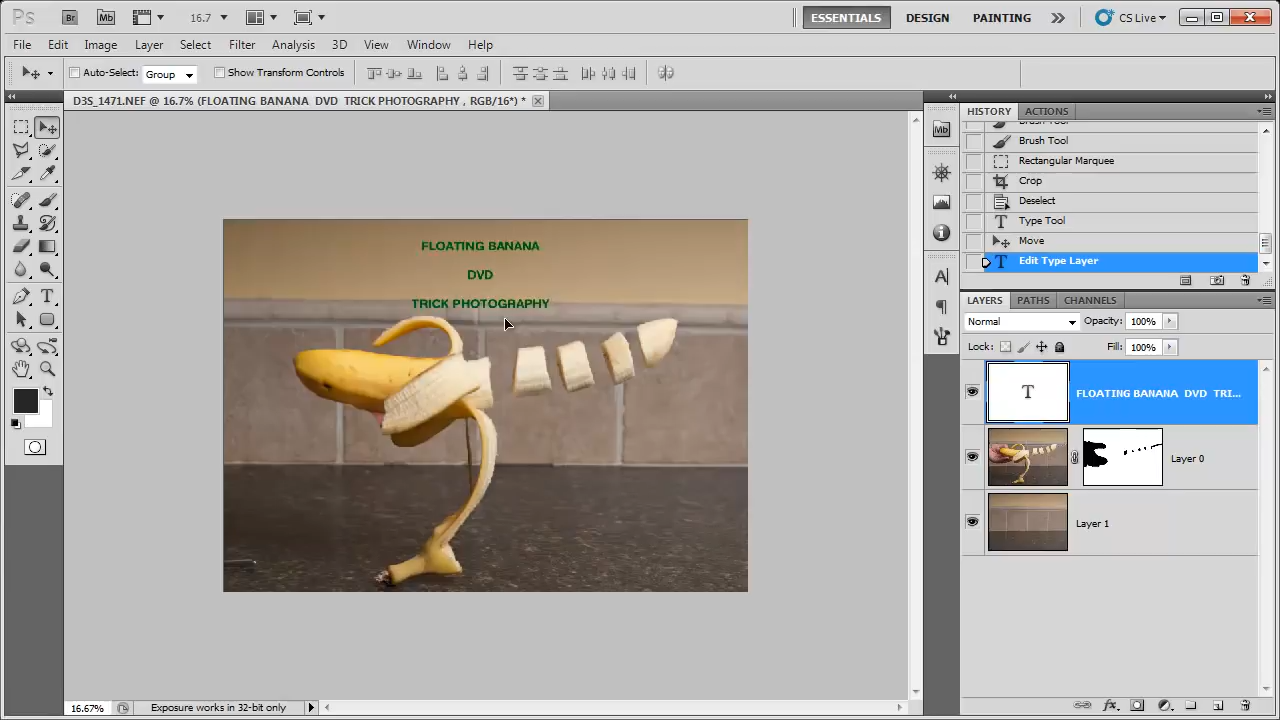 Ps Br Mb 16.7 ESSENTIALS DESIGN PAINTING CS Live
File Edit Image Layer Select Filter Analysis 3D View Window Help
Auto-Select: Group Show Transform Controls
D3S_1471.NEF @ 16.7% (FLOATING BANANA DVD TRICK PHOTOGRAPHY , RGB/16*) *
FLOATING BANANA
DVD
TRICK PHOTOGRAPHY
16.67% Exposure works in 32-bit only
Mb
HISTORY ACTIONS
Brush Tool
Brush Tool
Rectangular Marquee
Crop
Deselect
Type Tool
Move
Edit Type Layer
LAYERS PATHS CHANNELS
Normal Opacity: 100%
Lock: Fill: 100%
T FLOATING BANANA DVD TRI...
Layer 0
Layer 1